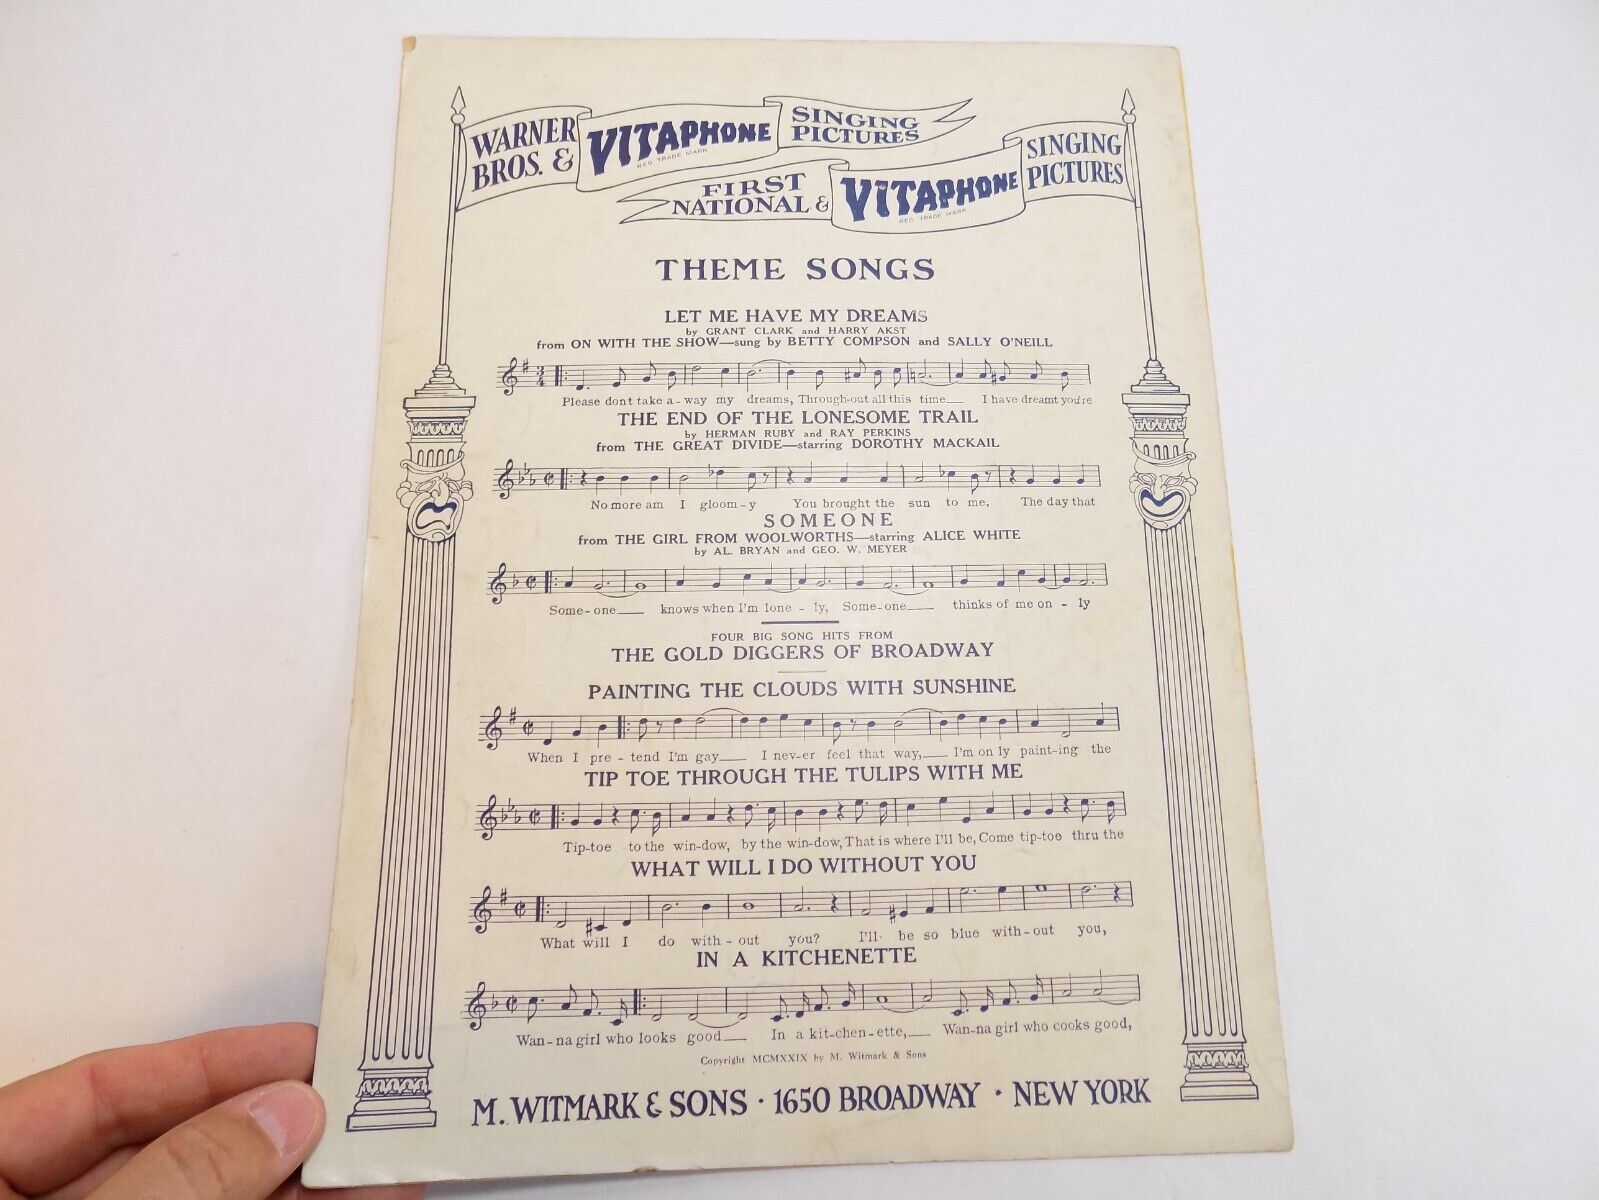 WARNER
BROS. &
VITAPHONE
REG. TRADE MARK
SINGING
PICTURES
FIRST
NATIONAL &
VITAPHONE
REG. TRADE MARK
SINGING
PICTURES
THEME SONGS
LET ME HAVE MY DREAMS
by GRANT CLARK and HARRY AKST
from ON WITH THE SHOW—sung by BETTY COMPSON and SALLY O'NEILL
Please dont take a-way my dreams, Through-out all this time__ I have dreamt you're
THE END OF THE LONESOME TRAIL
by HERMAN RUBY and RAY PERKINS
from THE GREAT DIVIDE—starring DOROTHY MACKAIL
No more am I gloom-y You brought the sun to me, The day that
SOMEONE
from THE GIRL FROM WOOLWORTHS—starring ALICE WHITE
by AL. BRYAN and GEO. W. MEYER
Some-one__ knows when I'm lone-ly, Some-one__ thinks of me on-ly
FOUR BIG SONG HITS FROM
THE GOLD DIGGERS OF BROADWAY
PAINTING THE CLOUDS WITH SUNSHINE
When I pre-tend I'm gay__ I nev-er feel that way,__ I'm on ly paint-ing the
TIP TOE THROUGH THE TULIPS WITH ME
Tip-toe to the win-dow, by the win-dow, That is where I'll be, Come tip-toe thru the
WHAT WILL I DO WITHOUT YOU
What will I do with-out you? I'll be so blue with-out you,
IN A KITCHENETTE
Wan-na girl who looks good__ In a kit-chen-ette,__ Wan-na girl who cooks good,
Copyright MCMXXIX by M. Witmark & Sons
M. WITMARK & SONS · 1650 BROADWAY · NEW YORK